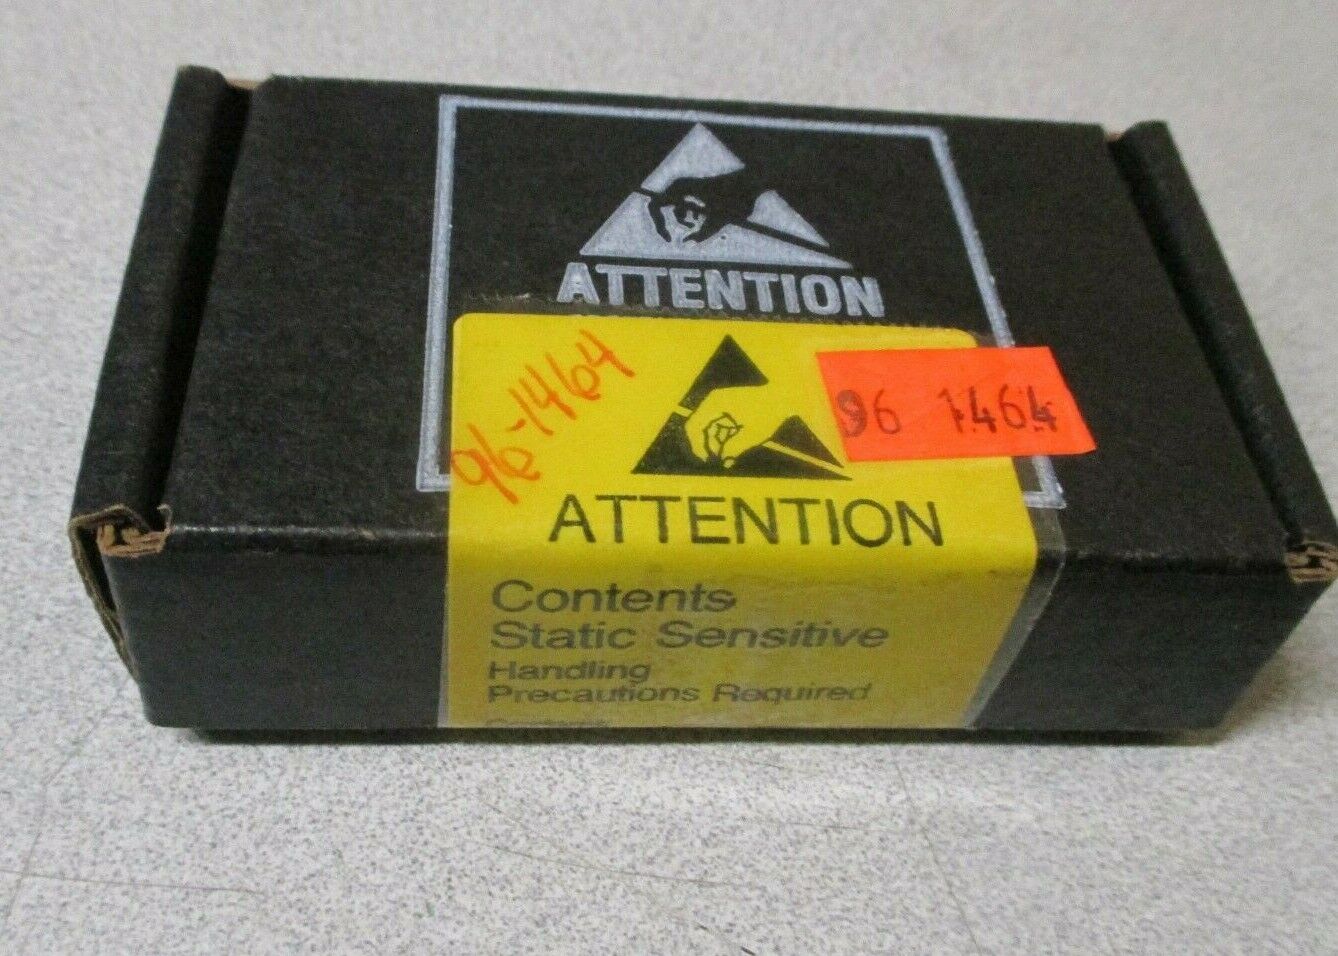 ATTENTION
96-1464
96 1464
ATTENTION
Contents
Static Sensitive
Handling
Precautions Required